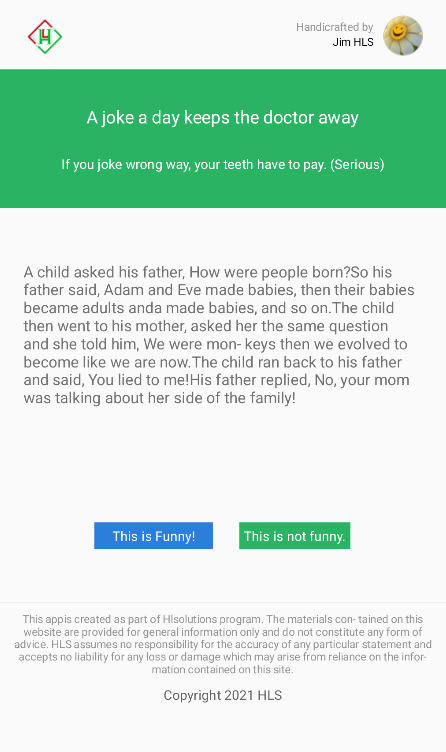 Handicrafted by
Jim HLS
A joke a day keeps the doctor away
If you joke wrong way, your teeth have to pay. (Serious)
A child asked his father, How were people born?So his
father said, Adam and Eve made babies, then their babies
became adults anda made babies, and so on.The child
then went to his mother, asked her the same question
and she told him, We were mon- keys then we evolved to
become like we are now.The child ran back to his father
and said, You lied to me!His father replied, No, your mom
was talking about her side of the family!
This is Funny!
This is not funny.
This appis created as part of Hlsolutions program. The materials con- tained on this
website are provided for general information only and do not constitute any form of
advice. HLS assumes no responsibility for the accuracy of any particular statement and
accepts no liability for any loss or damage which may arise from reliance on the infor-
mation contained on this site.
Copyright 2021 HLS